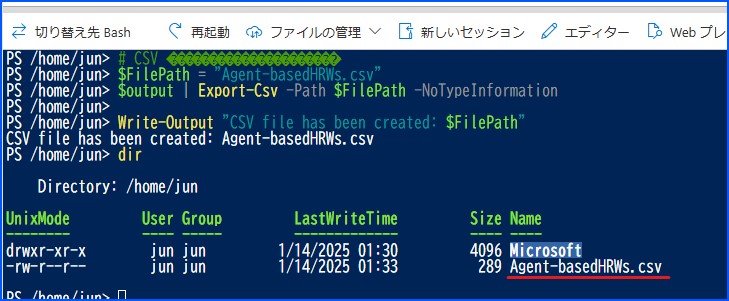 切り替え先 Bash 再起動 ファイルの管理 新しいセッション エディター Web プレ
PS /home/jun> # CSV ���������������������
PS /home/jun> $FilePath = "Agent-basedHRWs.csv"
PS /home/jun> $output | Export-Csv -Path $FilePath -NoTypeInformation
PS /home/jun>
PS /home/jun> Write-Output "CSV file has been created: $FilePath"
CSV file has been created: Agent-basedHRWs.csv
PS /home/jun> dir
Directory: /home/jun
UnixMode User Group LastWriteTime Size Name
-------- ---- ----- ------------- ---- ----
drwxr-xr-x jun jun 1/14/2025 01:30 4096 Microsoft
-rw-r--r-- jun jun 1/14/2025 01:33 289 Agent-basedHRWs.csv
PS /home/jun>